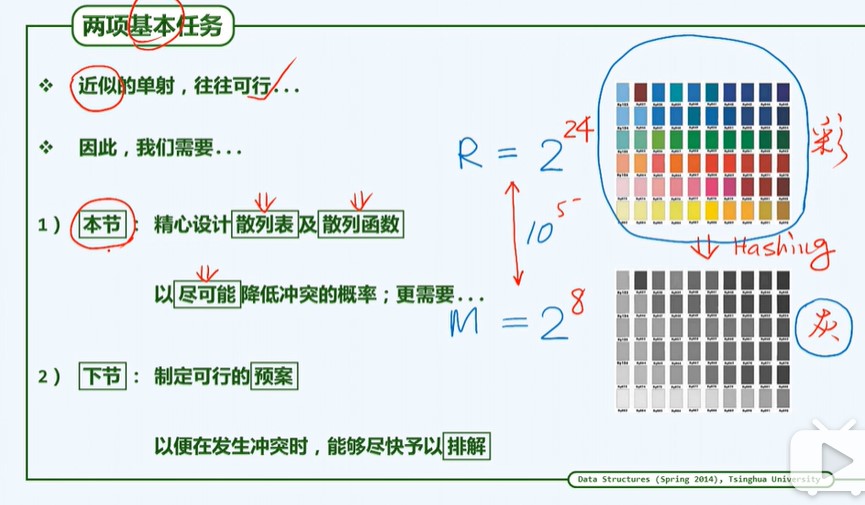 两项基本任务
❖ 近似的单射，往往可行...
❖ 因此，我们需要...
1) 本节：精心设计散列表及散列函数
以尽可能降低冲突的概率；更需要...
2) 下节：制定可行的预案
以便在发生冲突时，能够尽快予以排解
R = 2^24
10^5-
M = 2^8
彩
Hashing
灰
Data Structures (Spring 2014), Tsinghua University